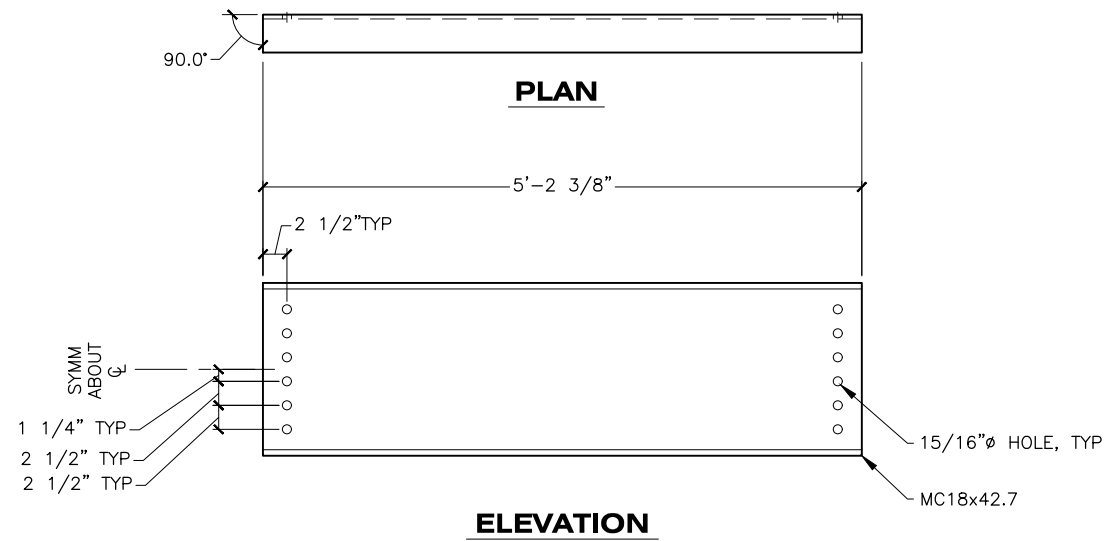 90.0°
PLAN
5'-2 3/8"
2 1/2"TYP
SYMM
ABOUT
℄
1 1/4" TYP
2 1/2" TYP
2 1/2" TYP
15/16"ø HOLE, TYP
MC18x42.7
ELEVATION